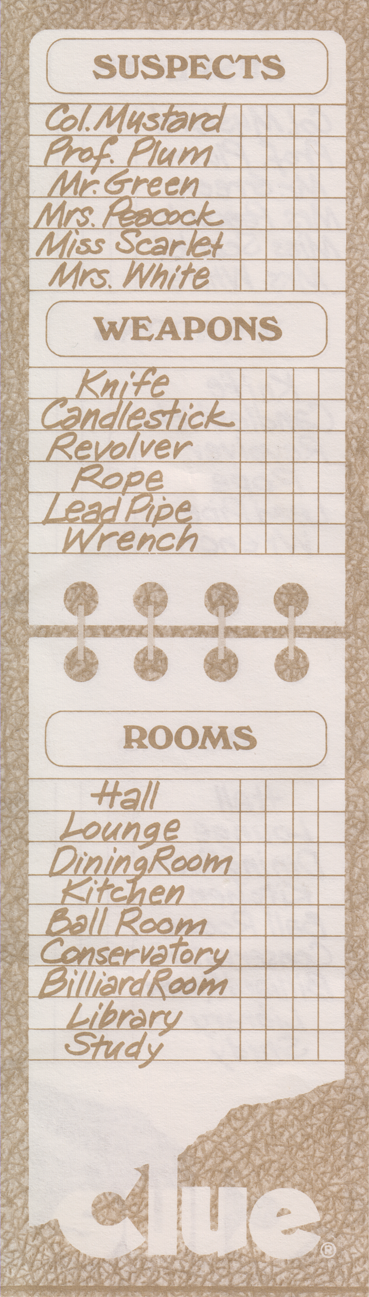 SUSPECTS
Col. Mustard
Prof. Plum
Mr. Green
Mrs. Peacock
Miss Scarlet
Mrs. White
WEAPONS
Knife
Candlestick
Revolver
Rope
Lead Pipe
Wrench
ROOMS
Hall
Lounge
Dining Room
Kitchen
Ball Room
Conservatory
Billiard Room
Library
Study
clue®